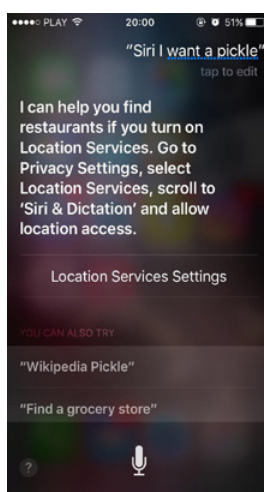 PLAY 20:00 51%
"Siri I want a pickle"
tap to edit
I can help you find
restaurants if you turn on
Location Services. Go to
Privacy Settings, select
Location Services, scroll to
‘Siri & Dictation’ and allow
location access.
Location Services Settings
YOU CAN ALSO TRY
"Wikipedia Pickle"
"Find a grocery store"
?